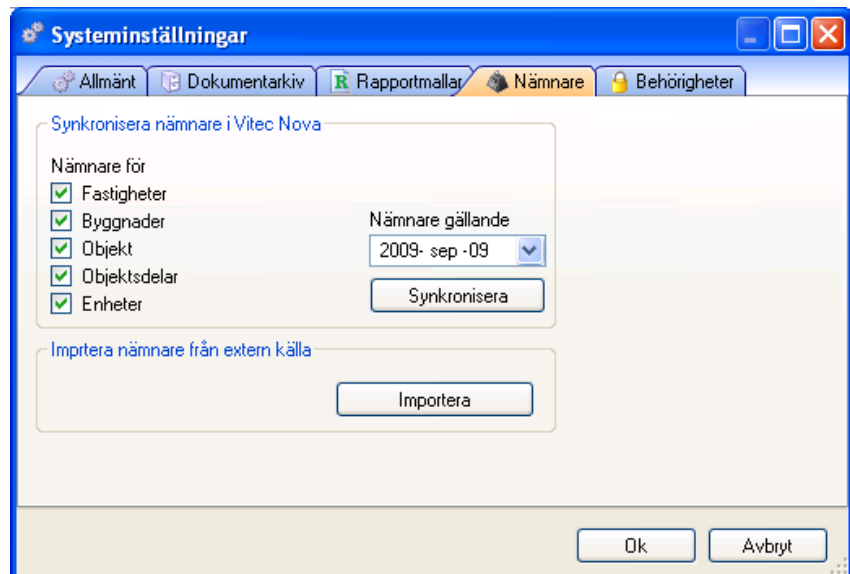 Systeminställningar
Allmänt Dokumentarkiv Rapportmallar Nämnare Behörigheter
Synkronisera nämnare i Vitec Nova
Nämnare för
Fastigheter
Byggnader
Objekt
Objektsdelar
Enheter
Nämnare gällande
2009- sep -09
Synkronisera
Imprtera nämnare från extern källa
Importera
Ok Avbryt